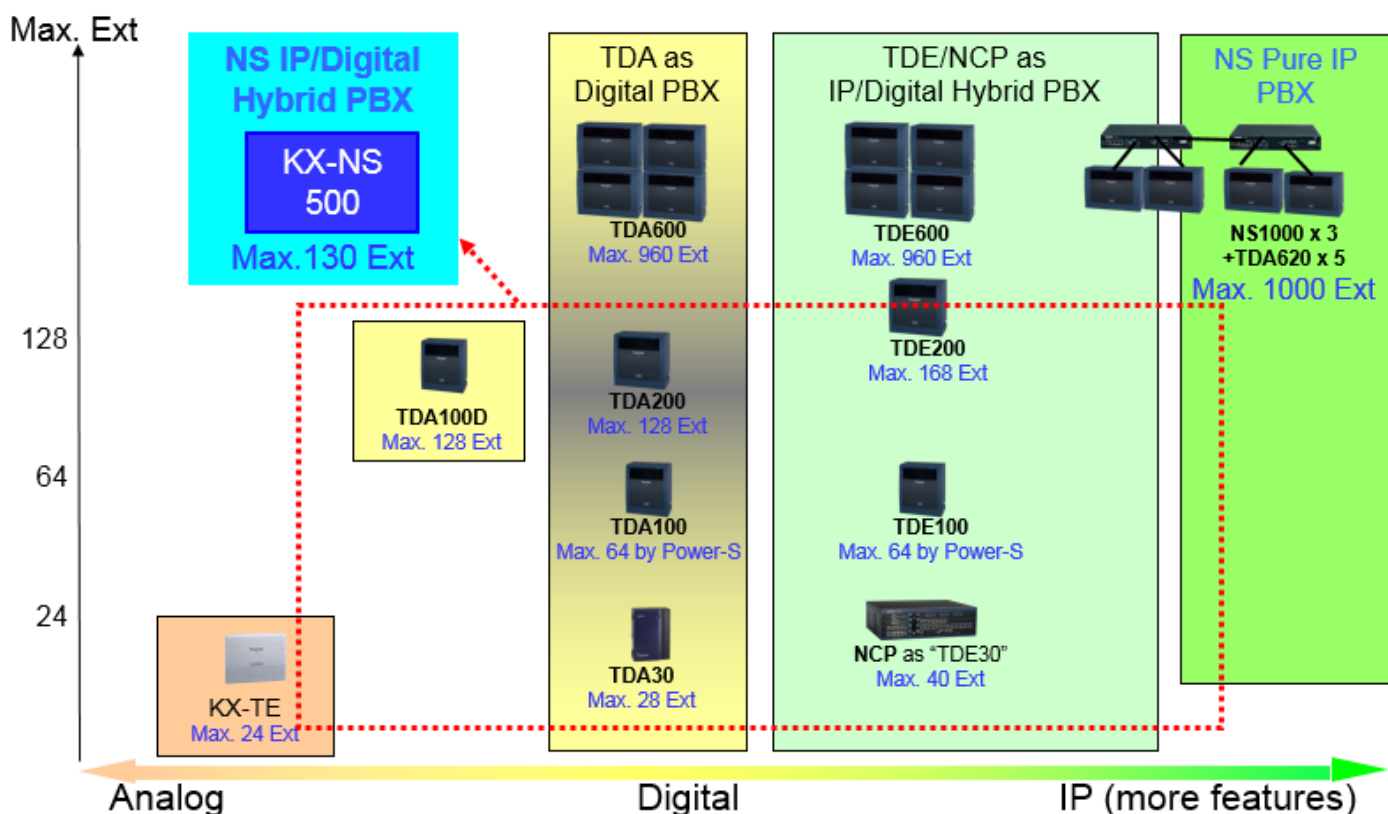 Max. Ext
NS IP/Digital
Hybrid PBX
KX-NS
500
Max.130 Ext
TDA as
Digital PBX
TDA600
Max. 960 Ext
TDE/NCP as
IP/Digital Hybrid PBX
TDE600
Max. 960 Ext
NS Pure IP
PBX
NS1000 x 3
+TDA620 x 5
Max. 1000 Ext
128
TDA100D
Max. 128 Ext
TDA200
Max. 128 Ext
TDE200
Max. 168 Ext
64
TDA100
Max. 64 by Power-S
TDE100
Max. 64 by Power-S
24
KX-TE
Max. 24 Ext
TDA30
Max. 28 Ext
NCP as “TDE30”
Max. 40 Ext
Analog
Digital
IP (more features)